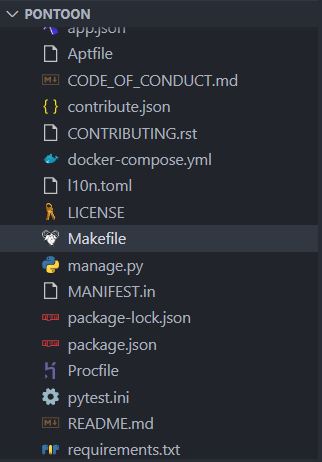 PONTOON
app.json
Aptfile
CODE_OF_CONDUCT.md
contribute.json
CONTRIBUTING.rst
docker-compose.yml
l10n.toml
LICENSE
Makefile
manage.py
MANIFEST.in
package-lock.json
package.json
Procfile
pytest.ini
README.md
requirements.txt